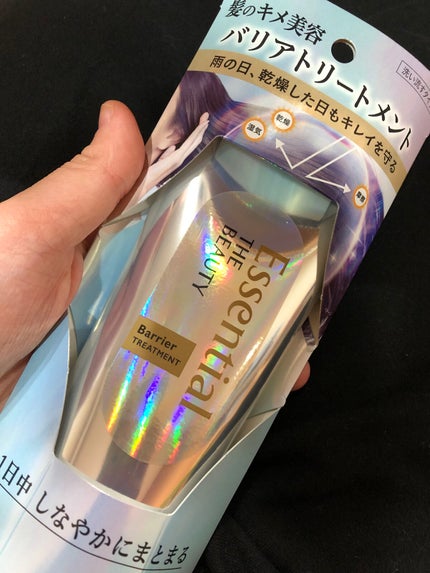 髪のキメ美容
バリアトリートメント
洗い流すタイプ
雨の日、乾燥した日もキレイを守る
乾燥
湿気
Essential
THE
BEAUTY
Barrier
TREATMENT
1日中 しなやかにまとまる